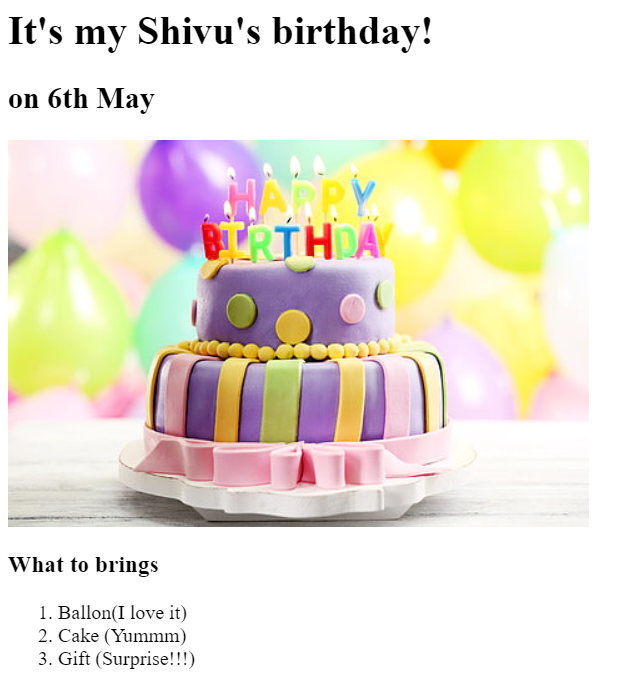 It's my Shivu's birthday!
on 6th May
HAPPY
BIRTHDAY
What to brings
1. Ballon(I love it)
2. Cake (Yummm)
3. Gift (Surprise!!!)